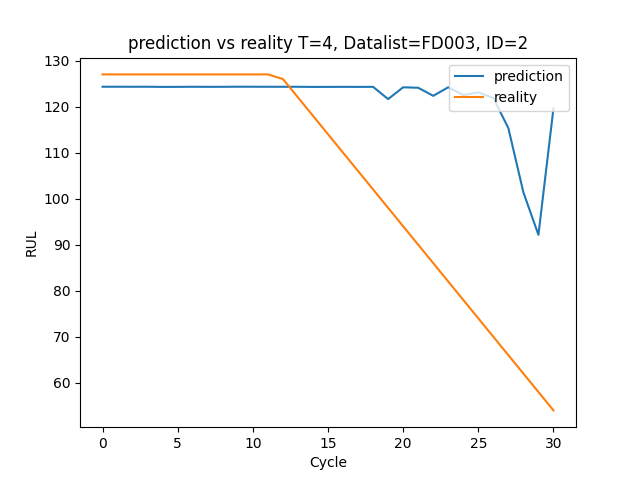 prediction vs reality T=4, Datalist=FD003, ID=2
prediction
reality
130
120
110
100
90
80
70
60
RUL
0 5 10 15 20 25 30
Cycle